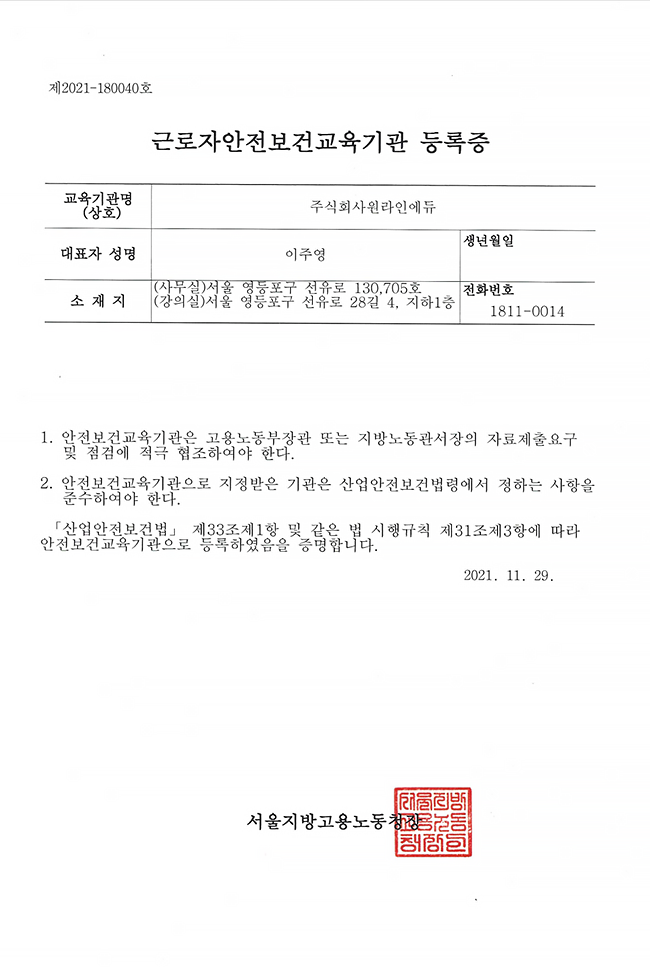 제2021-180040호
근로자안전보건교육기관 등록증
교육기관명
(상호)
주식회사원라인에듀
대표자 성명
이주영
생년월일
소 재 지
(사무실)서울 영등포구 선유로 130,705호
(강의실)서울 영등포구 선유로 28길 4, 지하1층
전화번호
1811-0014
1. 안전보건교육기관은 고용노동부장관 또는 지방노동관서장의 자료제출요구
및 점검에 적극 협조하여야 한다.
2. 안전보건교육기관으로 지정받은 기관은 산업안전보건법령에서 정하는 사항을
준수하여야 한다.
「산업안전보건법」 제33조제1항 및 같은 법 시행규칙 제31조제3항에 따라
안전보건교육기관으로 등록하였음을 증명합니다.
2021. 11. 29.
서울지방고용노동청장